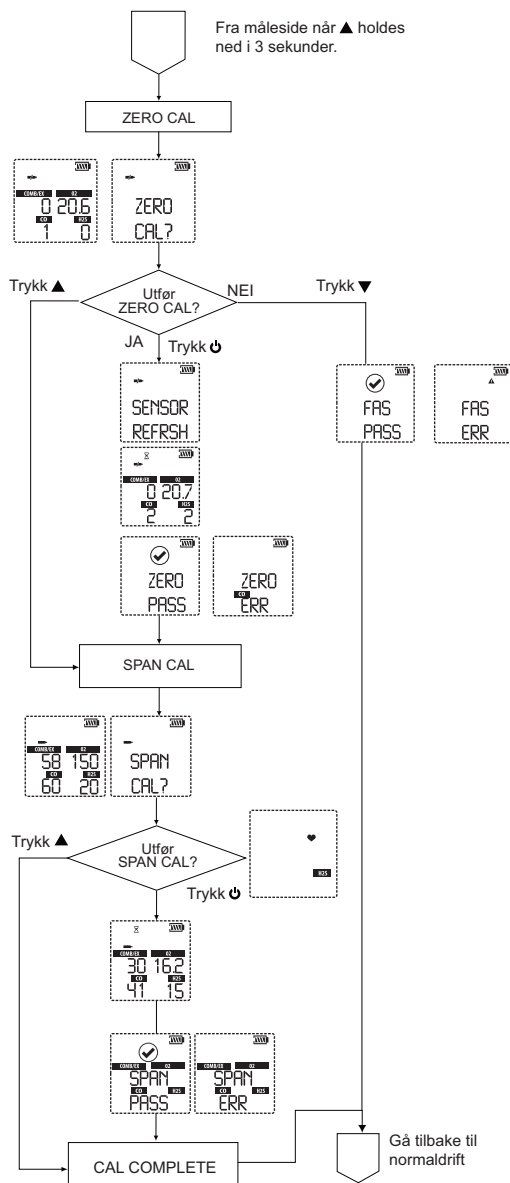 Fra måleside når ▲ holdes
ned i 3 sekunder.
ZERO CAL
COMB/EX O2
0 20.6
CO H2S
1 0
ZERO
CAL?
Trykk ▲
Utfør
ZERO CAL?
NEI
Trykk ▼
JA
Trykk ⏻
SENSOR
REFRSH
COMB/EX O2
0 20.7
CO H2S
2 2
ZERO
PASS
ZERO
CO
ERR
FAS
PASS
FAS
ERR
SPAN CAL
COMB/EX O2
58 150
CO H2S
60 20
SPAN
CAL?
Trykk ▲
Utfør
SPAN CAL?
Trykk ⏻
H2S
COMB/EX O2
30 16.2
CO H2S
41 15
COMB/EX O2
SPAN
CO H2S
PASS
COMB/EX O2
SPAN
CO H2S
ERR
CAL COMPLETE
Gå tilbake til
normaldrift